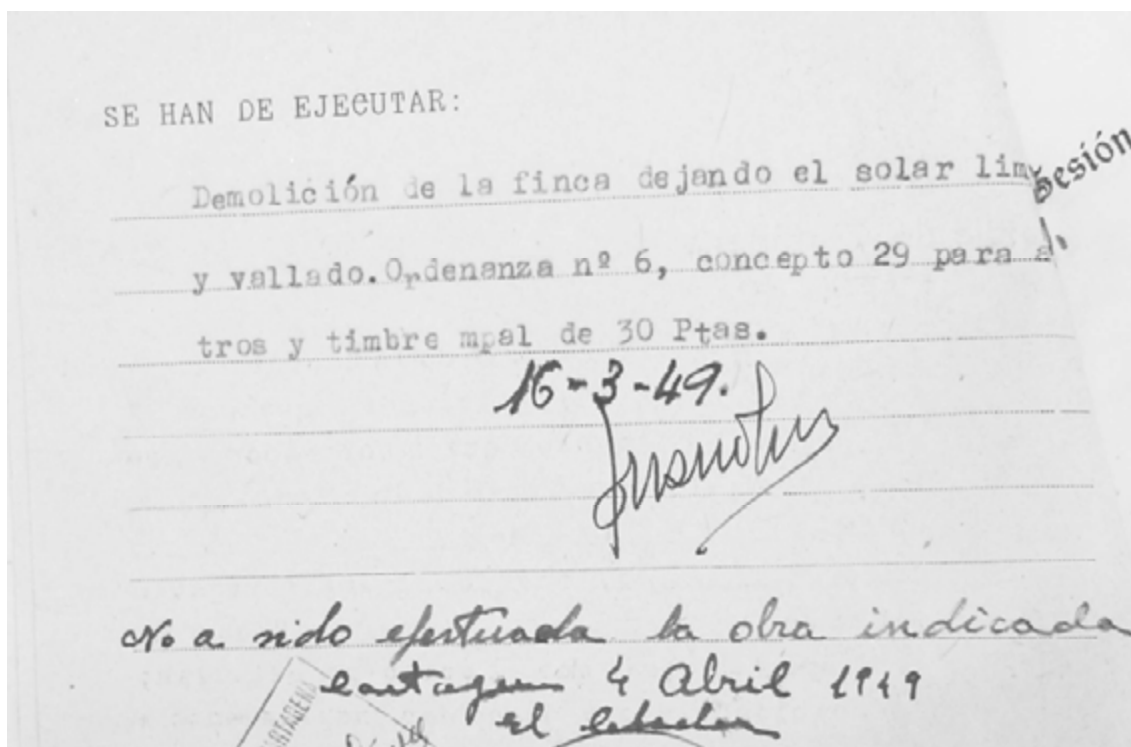 SE HAN DE EJECUTAR:
Demolición de la finca dejando el solar lim
Sesión
y vallado.Ordenanza nº 6, concepto 29 para
tros y timbre mpal de 30 Ptas.
16-3-49.
No a sido efectuada la obra indicada
Cartagena 4 Abril 1949
el